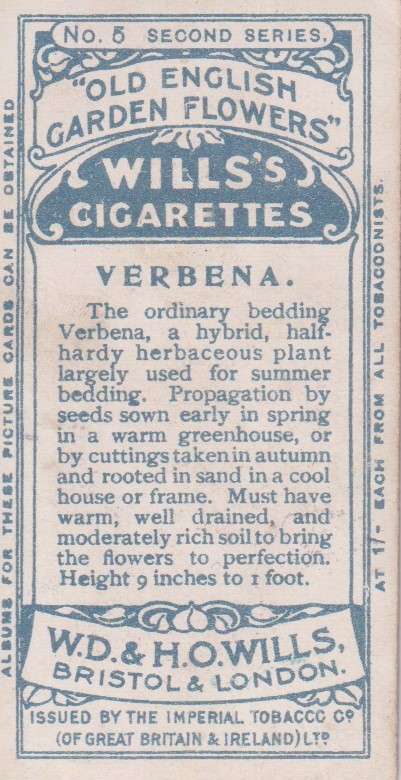 No. 5 SECOND SERIES.
"OLD ENGLISH
GARDEN FLOWERS"
WILLS'S
CIGARETTES
VERBENA.
The ordinary bedding
Verbena, a hybrid, half-
hardy herbaceous plant
largely used for summer
bedding. Propagation by
seeds sown early in spring
in a warm greenhouse, or
by cuttings taken in autumn
and rooted in sand in a cool
house or frame. Must have
warm, well drained, and
moderately rich soil to bring
the flowers to perfection.
Height 9 inches to 1 foot.
W.D. & H.O. WILLS,
BRISTOL & LONDON.
ISSUED BY THE IMPERIAL TOBACCO Co
(OF GREAT BRITAIN & IRELAND) LTD.
ALBUMS FOR THESE PICTURE CARDS CAN BE OBTAINED
AT 1/- EACH FROM ALL TOBACCONISTS.